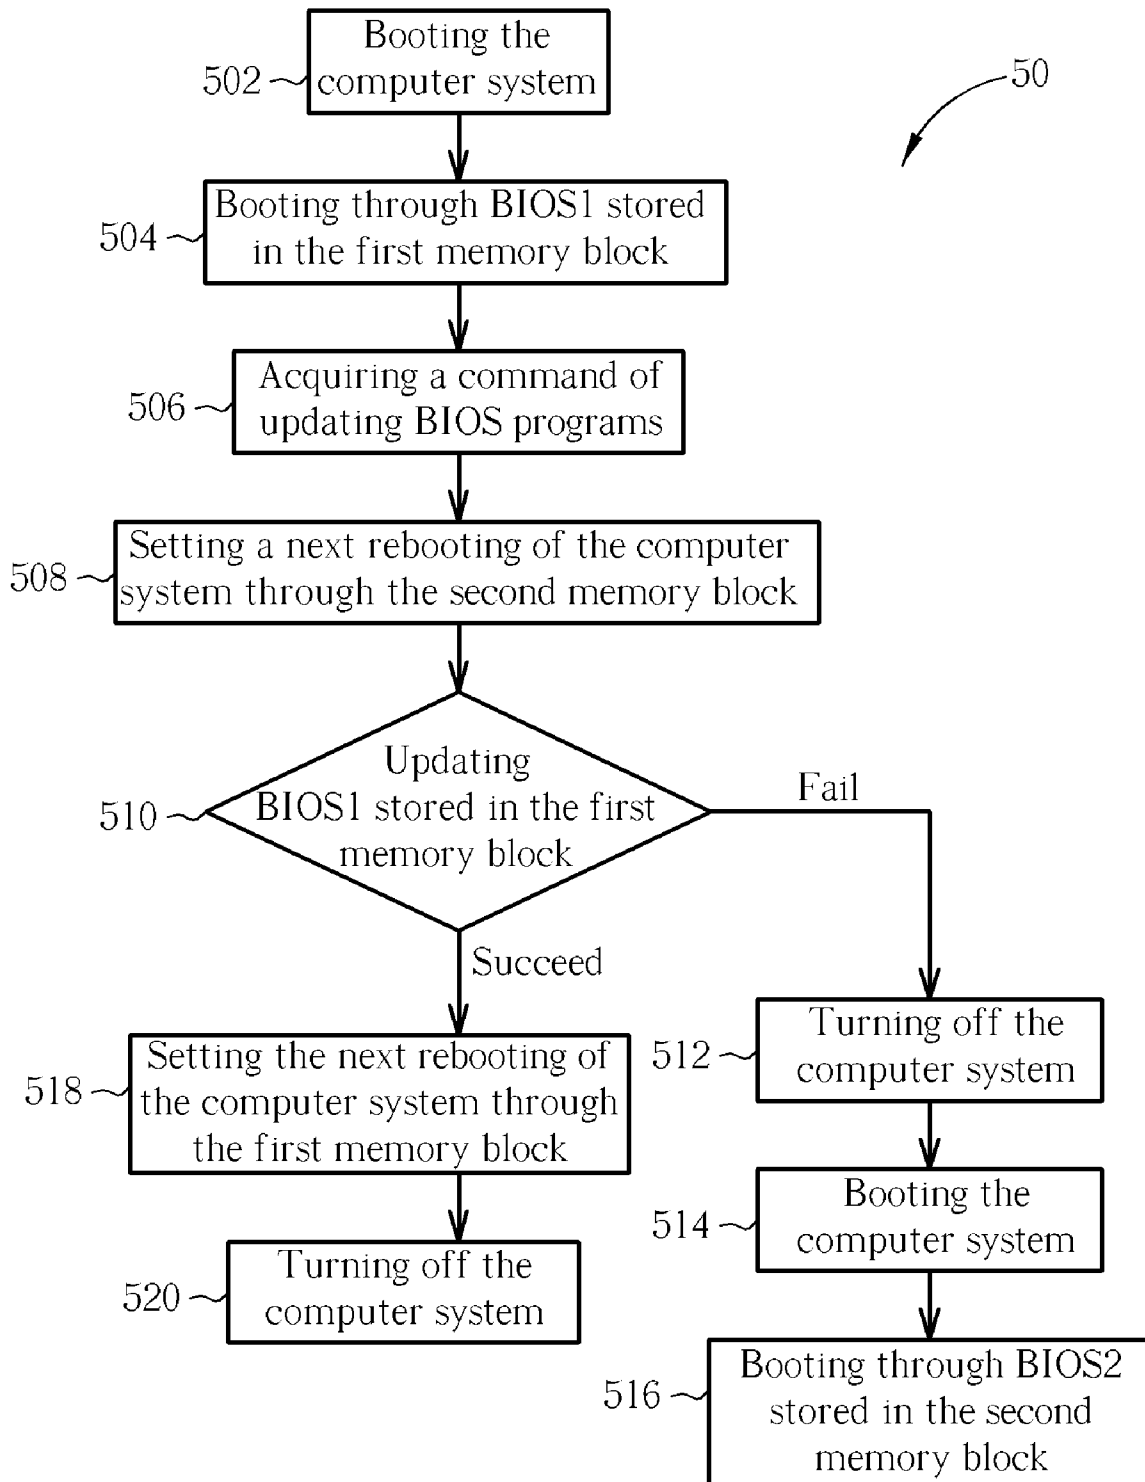 Booting the
computer system
502
50
Booting through BIOS1 stored
in the first memory block
504
Acquiring a command of
updating BIOS programs
506
Setting a next rebooting of the computer
system through the second memory block
508
Updating
BIOS1 stored in the first
memory block
510
Fail
Succeed
Turning off the
computer system
512
Setting the next rebooting of
the computer system through
the first memory block
518
Booting the
computer system
514
Turning off the
computer system
520
Booting through BIOS2
stored in the second
memory block
516